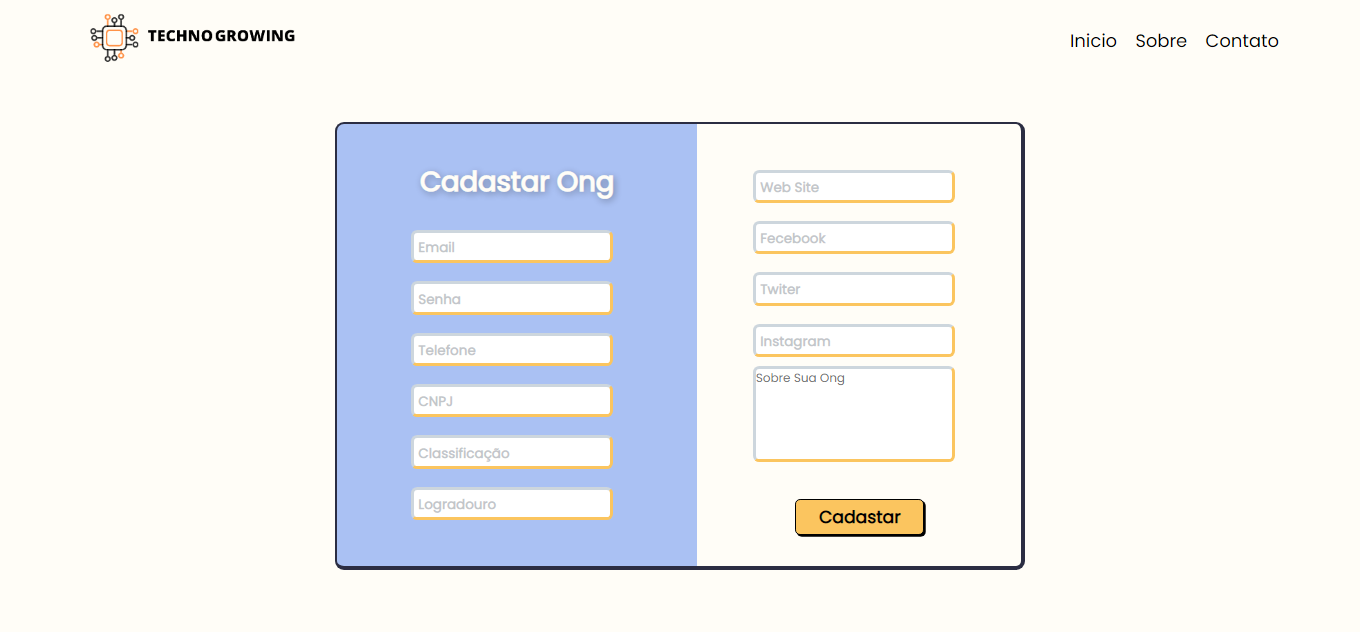 TECHNO GROWING
Inicio Sobre Contato
Cadastar Ong
Email
Senha
Telefone
CNPJ
Classificação
Logradouro
Web Site
Fecebook
Twiter
Instagram
Sobre Sua Ong
Cadastar